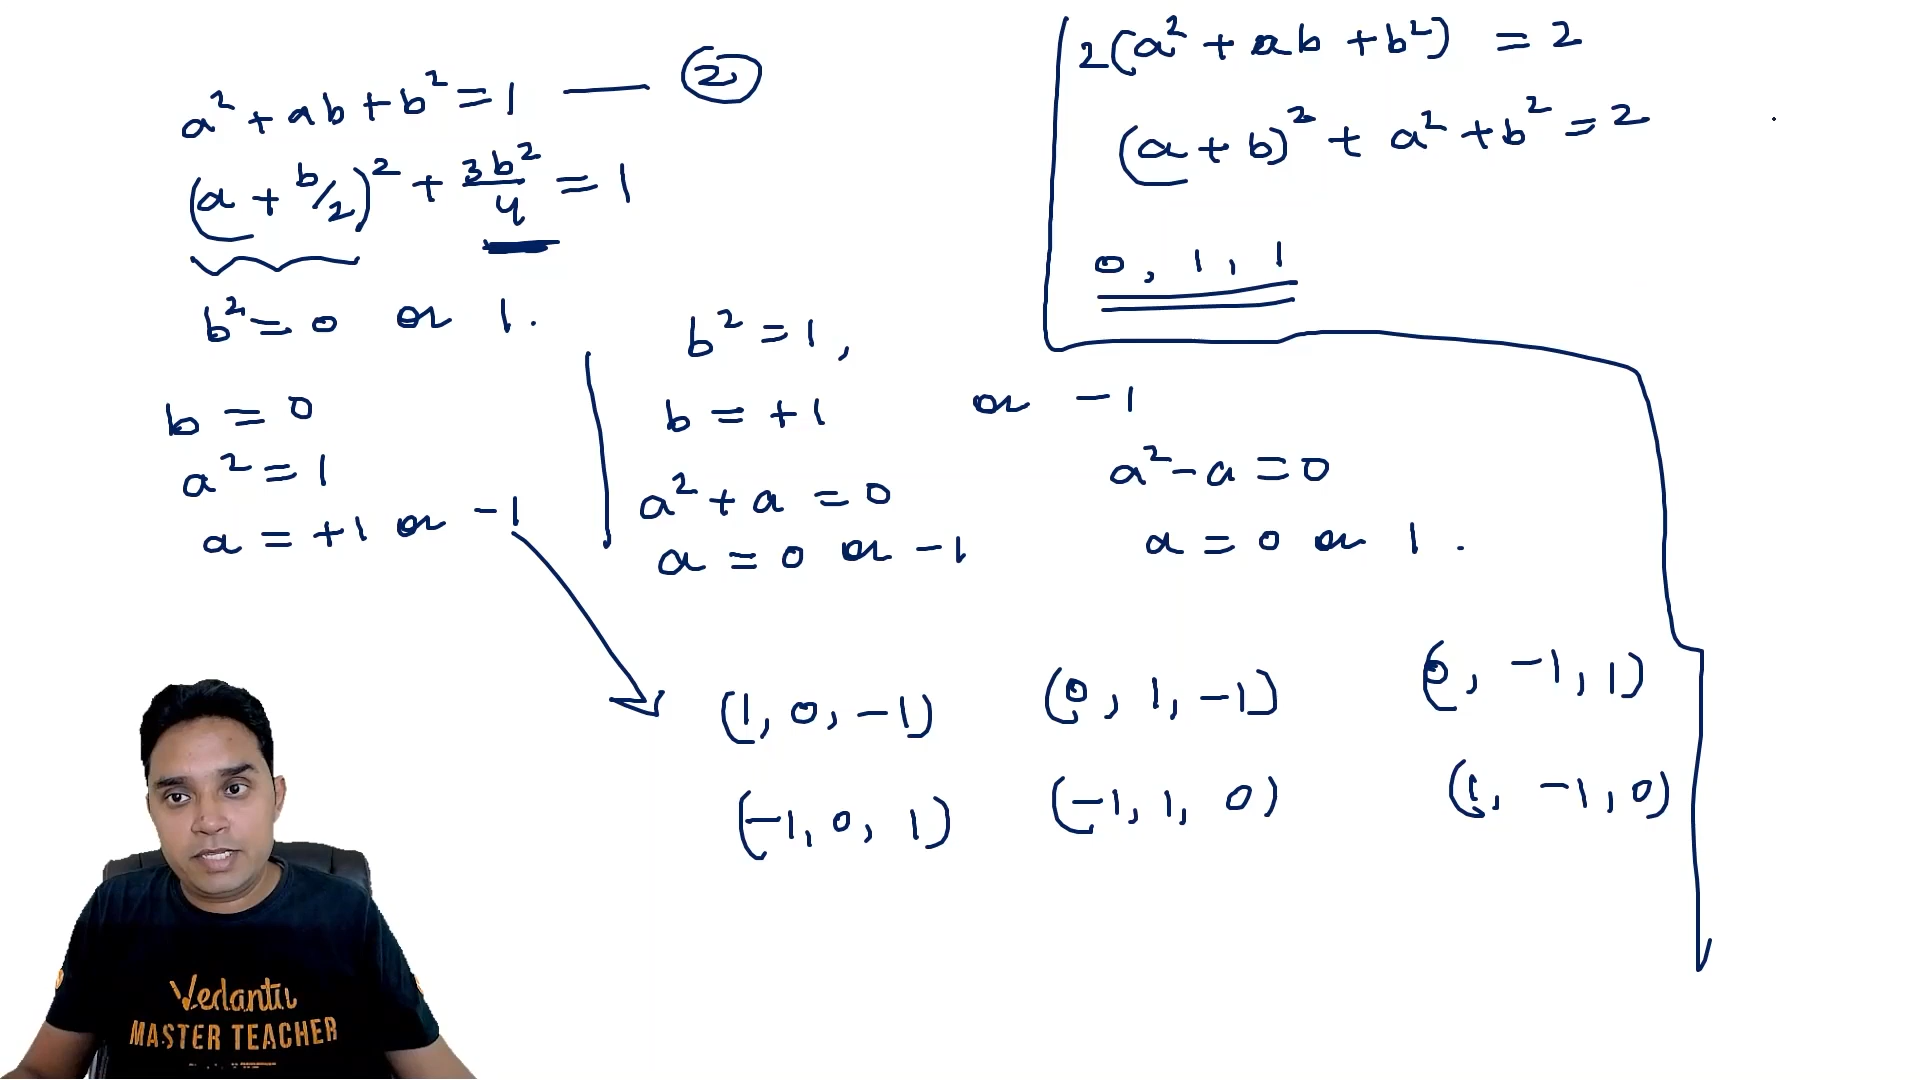 a² + ab + b² = 1 —— ②
(a + b/2)² + 3b²/4 = 1
b² = 0 or 1.
b = 0
a² = 1
a = +1 or -1
b² = 1,
b = +1 or -1
a² + a = 0
a = 0 or -1
a² - a = 0
a = 0 or 1.
2(a² + ab + b²) = 2
(a + b)² + a² + b² = 2
0, 1, 1
(1, 0, -1) (0, 1, -1) (0, -1, 1)
(-1, 0, 1) (-1, 1, 0) (1, -1, 0)
Vedantu
MASTER TEACHER